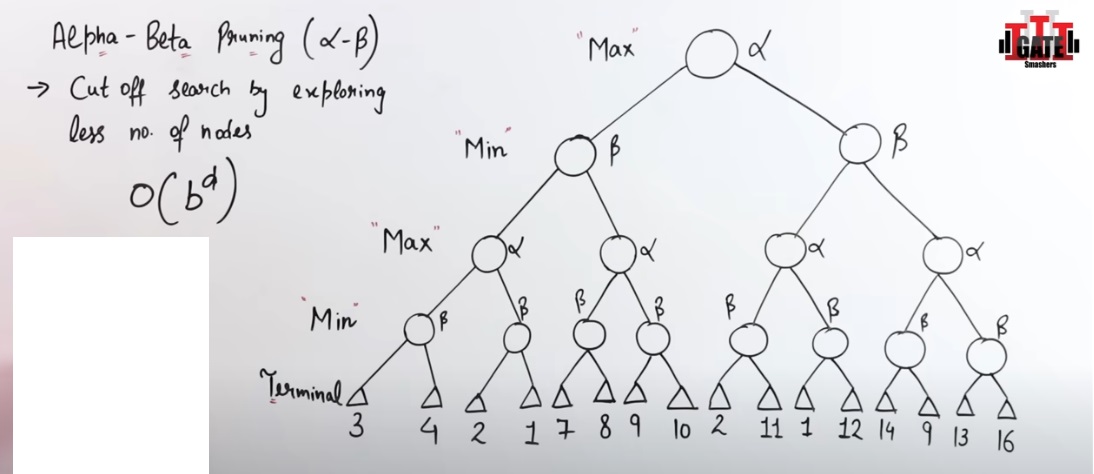 Alpha-Beta Pruning (α-β)
→ Cut off search by exploring
less no. of nodes
O(b^d)
"Max" α
"Min" β β
"Max" α α α α
"Min" β β β β β β β β
Terminal
3 4 2 1 7 8 9 10 2 11 1 12 14 9 13 16
GATE
Smashers